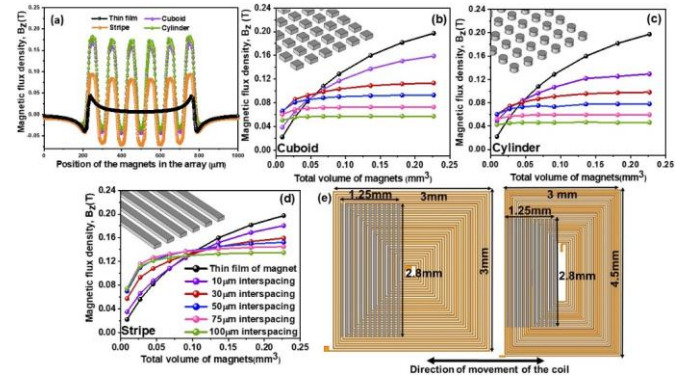 (a)
Thin film
Cuboid
Stripe
Cylinder
Magnetic flux density, Bz(T)
0.20
0.15
0.10
0.05
0.00
-0.05
0 200 400 600 800 1000
Position of the magnets in the array (μm)
(b)
Magnetic flux density, Bz(T)
0.20
0.16
0.12
0.08
0.04
0.00
0.00 0.05 0.10 0.15 0.20 0.25
Cuboid
Total volume of magnets (mm³)
(c)
Magnetic flux density, Bz(T)
0.20
0.16
0.12
0.08
0.04
0.00
0.00 0.05 0.10 0.15 0.20 0.25
Cylinder
Total volume of magnets(mm³)
(d)
Magnetic flux density, Bz(T)
0.24
0.20
0.16
0.12
0.08
0.04
0.00
Thin film of magnet
10μm interspacing
30μm interspacing
50μm interspacing
75μm interspacing
100μm interspacing
Stripe
0.00 0.05 0.10 0.15 0.20 0.25
Total volume of magnets(mm³)
(e)
3mm
1.25mm
2.8mm
3mm
3 mm
1.25mm
2.8mm
4.5mm
Direction of movement of the coil